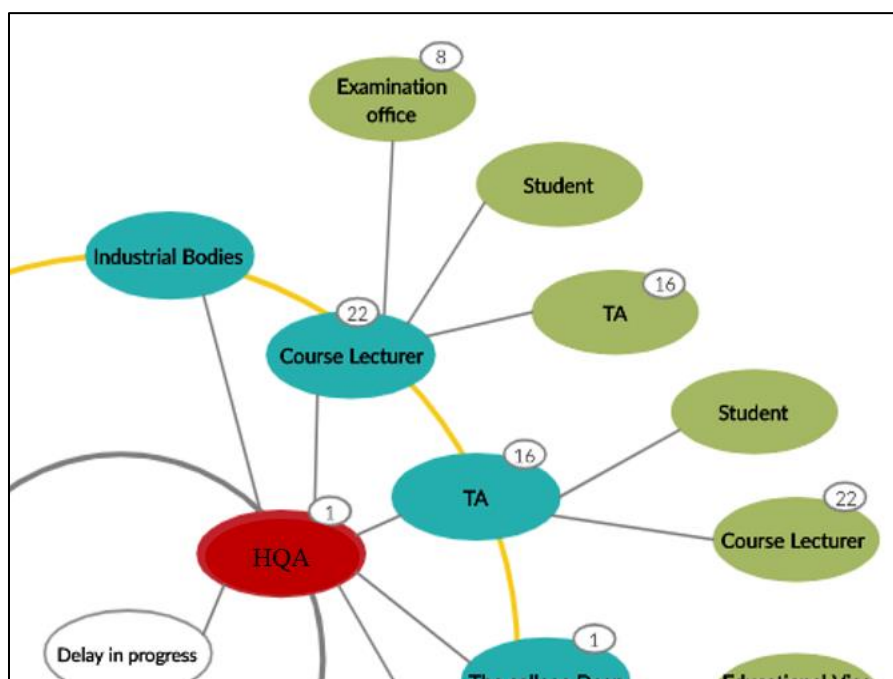 8
Examination
office
Student
Industrial Bodies
16
TA
22
Course Lecturer
Student
16
TA
22
Course Lecturer
1
HQA
Delay in progress
1